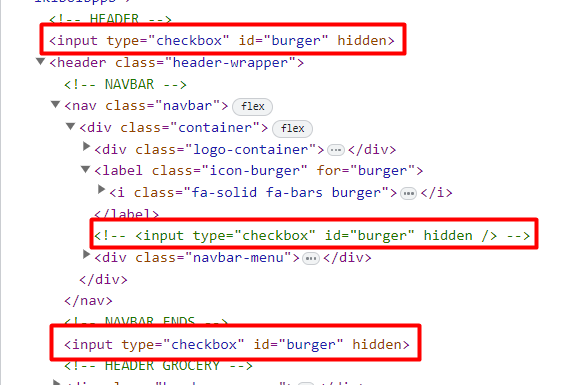 <!-- HEADER -->
<input type="checkbox" id="burger" hidden>
▼<header class="header-wrapper">
<!-- NAVBAR -->
▼<nav class="navbar"> flex
▼<div class="container"> flex
▶<div class="logo-container"> ⋯ </div>
▼<label class="icon-burger" for="burger">
▶<i class="fa-solid fa-bars burger"> ⋯ </i>
</label>
<!-- <input type="checkbox" id="burger" hidden /> -->
▶<div class="navbar-menu"> ⋯ </div>
</div>
</nav>
<!-- NAVBAR ENDS -->
<input type="checkbox" id="burger" hidden>
<!-- HEADER GROCERY -->